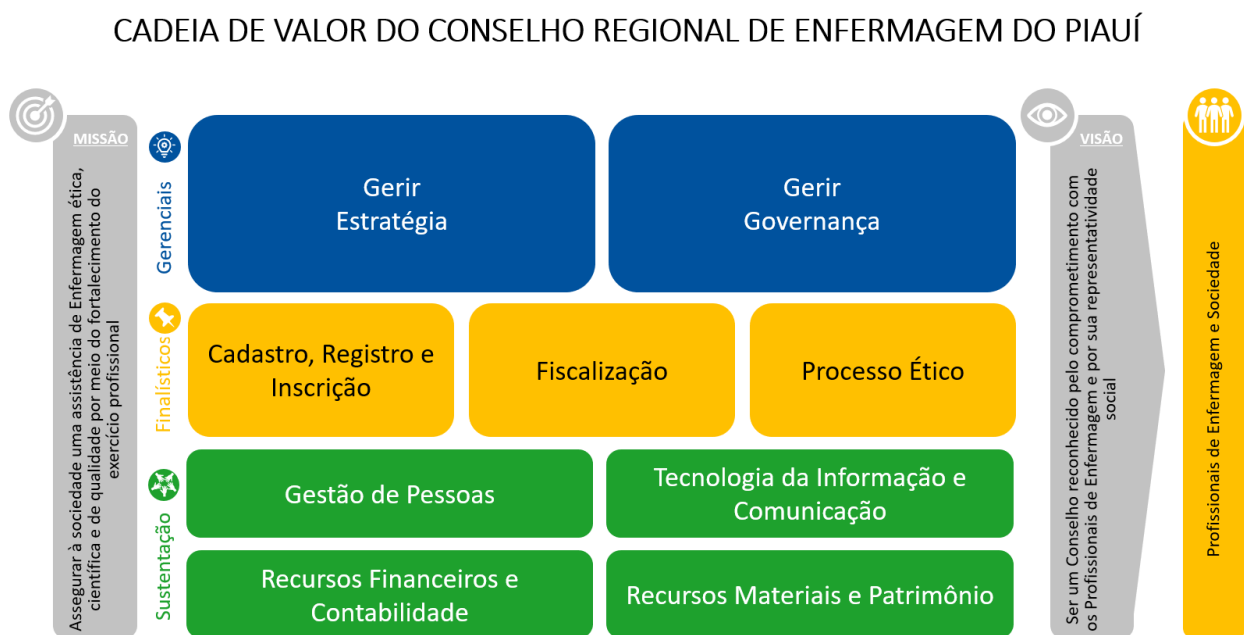 CADEIA DE VALOR DO CONSELHO REGIONAL DE ENFERMAGEM DO PIAUÍ
MISSÃO
Assegurar à sociedade uma assistência de Enfermagem ética,
científica e de qualidade por meio do fortalecimento do
exercício profissional
Gerenciais
Gerir
Estratégia
Gerir
Governança
Finalísticos
Cadastro, Registro e
Inscrição
Fiscalização
Processo Ético
Sustentação
Gestão de Pessoas
Tecnologia da Informação e
Comunicação
Recursos Financeiros e
Contabilidade
Recursos Materiais e Patrimônio
VISÃO
Ser um Conselho reconhecido pelo comprometimento com
os Profissionais de Enfermagem e por sua representatividade
social
Profissionais de Enfermagem e Sociedade